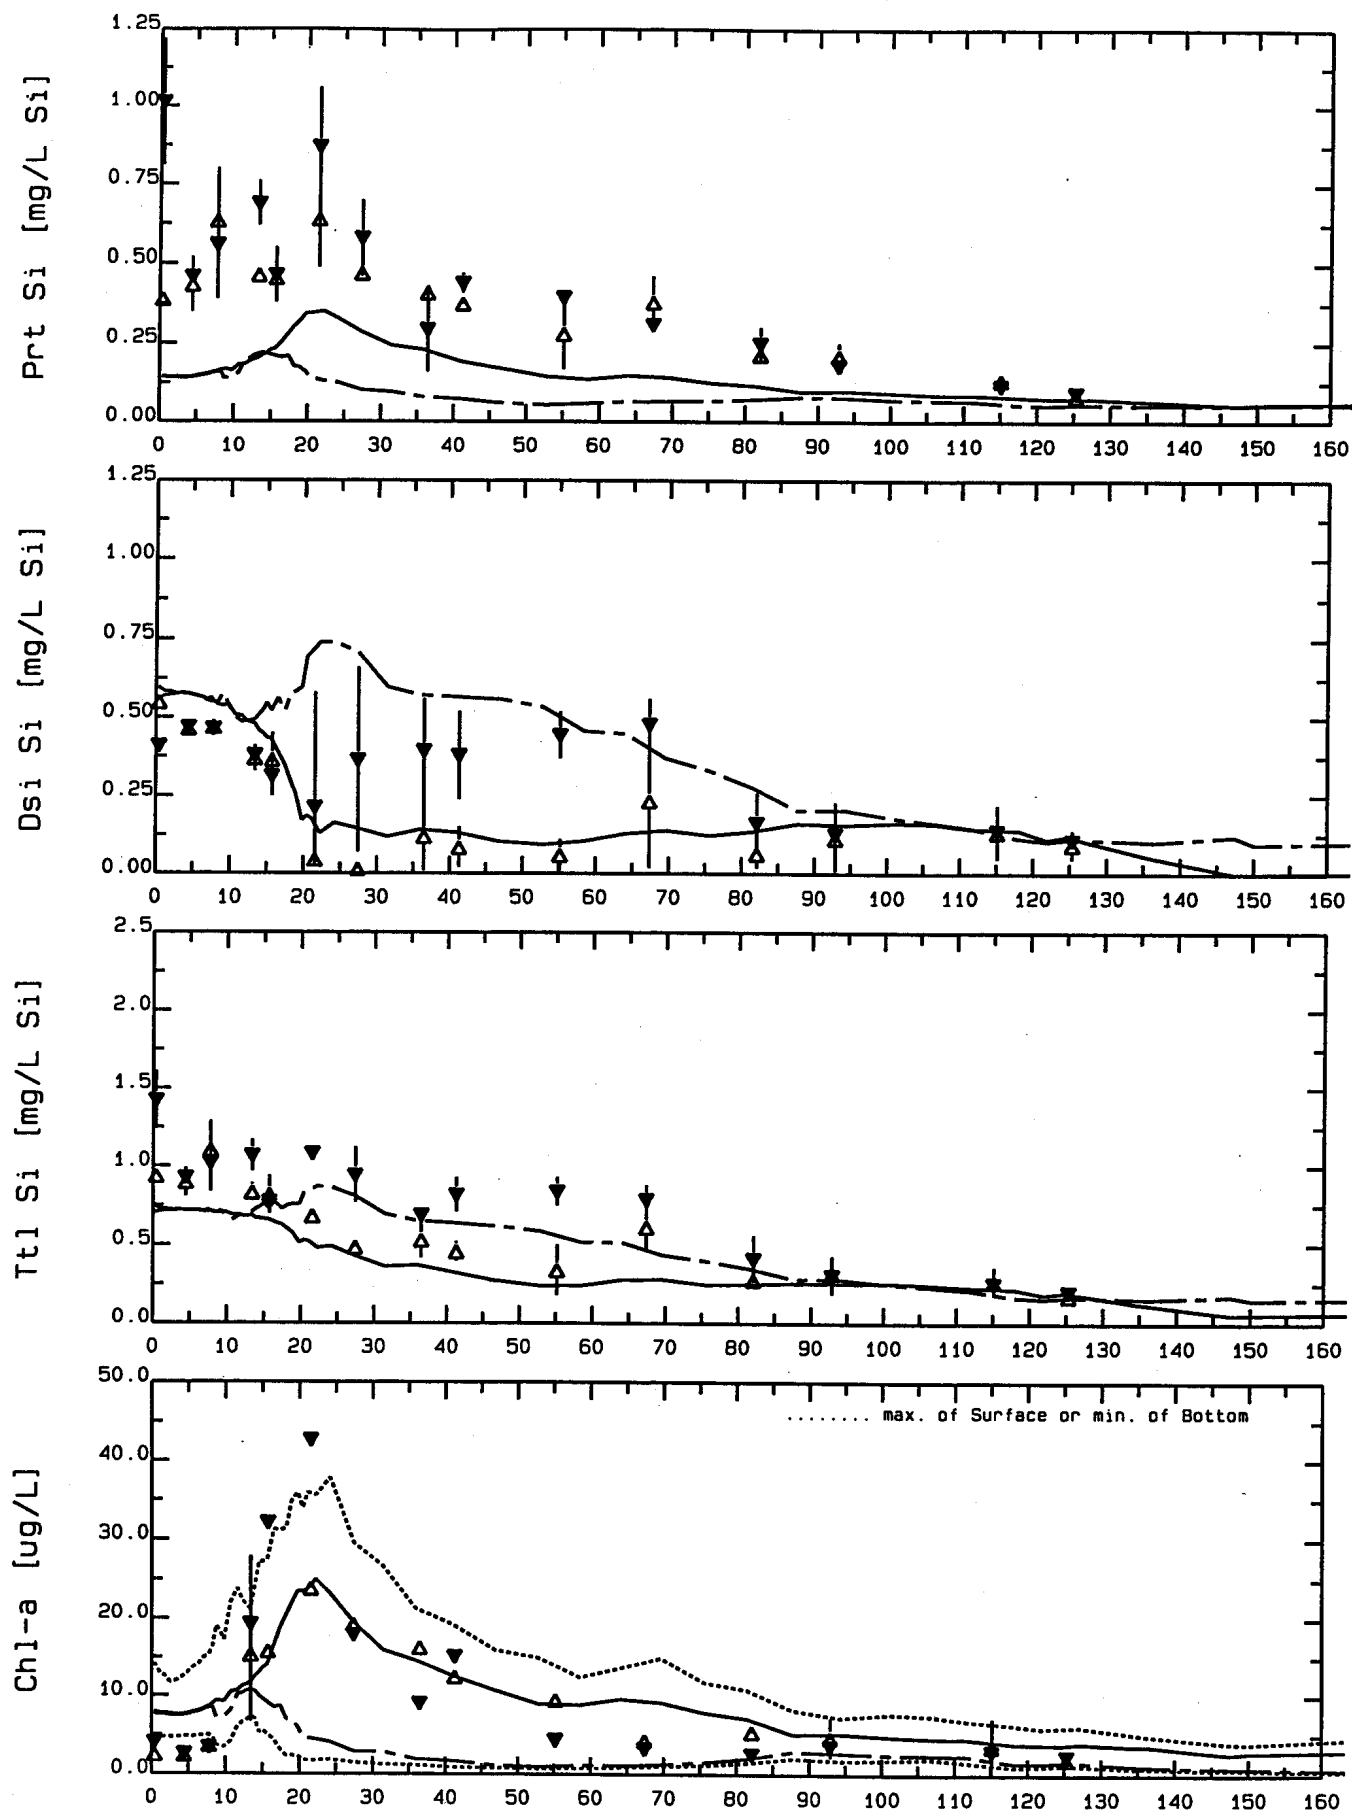 Prt Si [mg/L Si]
1.25
1.00
0.75
0.50
0.25
0.00
0 10 20 30 40 50 60 70 80 90 100 110 120 130 140 150 160
Dsi Si [mg/L Si]
1.25
1.00
0.75
0.50
0.25
0.00
0 10 20 30 40 50 60 70 80 90 100 110 120 130 140 150 160
Ttl Si [mg/L Si]
2.5
2.0
1.5
1.0
0.5
0.0
0 10 20 30 40 50 60 70 80 90 100 110 120 130 140 150 160
Chl-a [ug/L]
50.0
40.0
30.0
20.0
10.0
0.0
........ max. of Surface or min. of Bottom
0 10 20 30 40 50 60 70 80 90 100 110 120 130 140 150 160